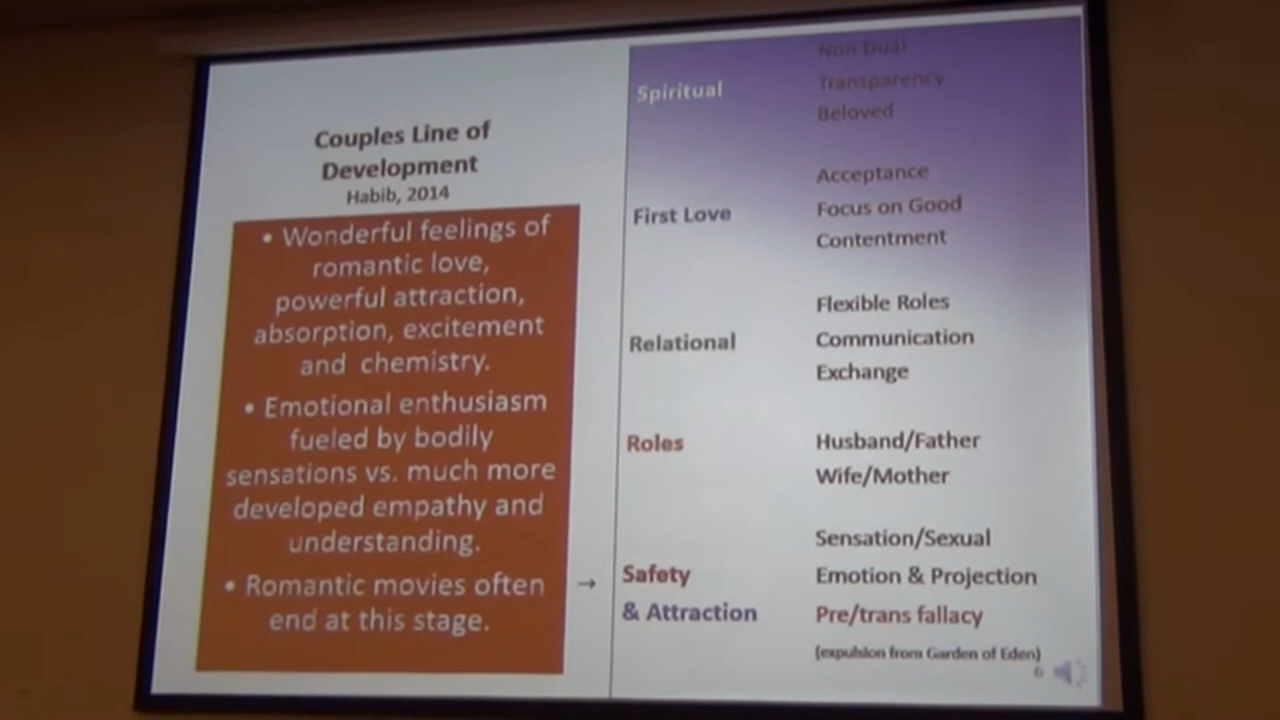 Couples Line of
Development
Habib, 2014
• Wonderful feelings of
romantic love,
powerful attraction,
absorption, excitement
and chemistry.
• Emotional enthusiasm
fueled by bodily
sensations vs. much more
developed empathy and
understanding.
• Romantic movies often
end at this stage.
→
Spiritual
Non Dual
Transparency
Beloved
First Love
Acceptance
Focus on Good
Contentment
Relational
Flexible Roles
Communication
Exchange
Roles
Husband/Father
Wife/Mother
Safety
& Attraction
Sensation/Sexual
Emotion & Projection
Pre/trans fallacy
(expulsion from Garden of Eden)
6